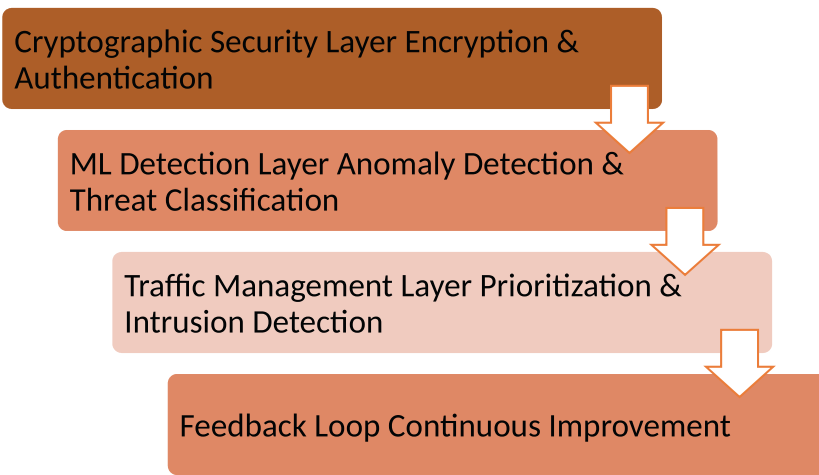 Cryptographic Security Layer Encryption &
Authentication
ML Detection Layer Anomaly Detection &
Threat Classification
Traffic Management Layer Prioritization &
Intrusion Detection
Feedback Loop Continuous Improvement